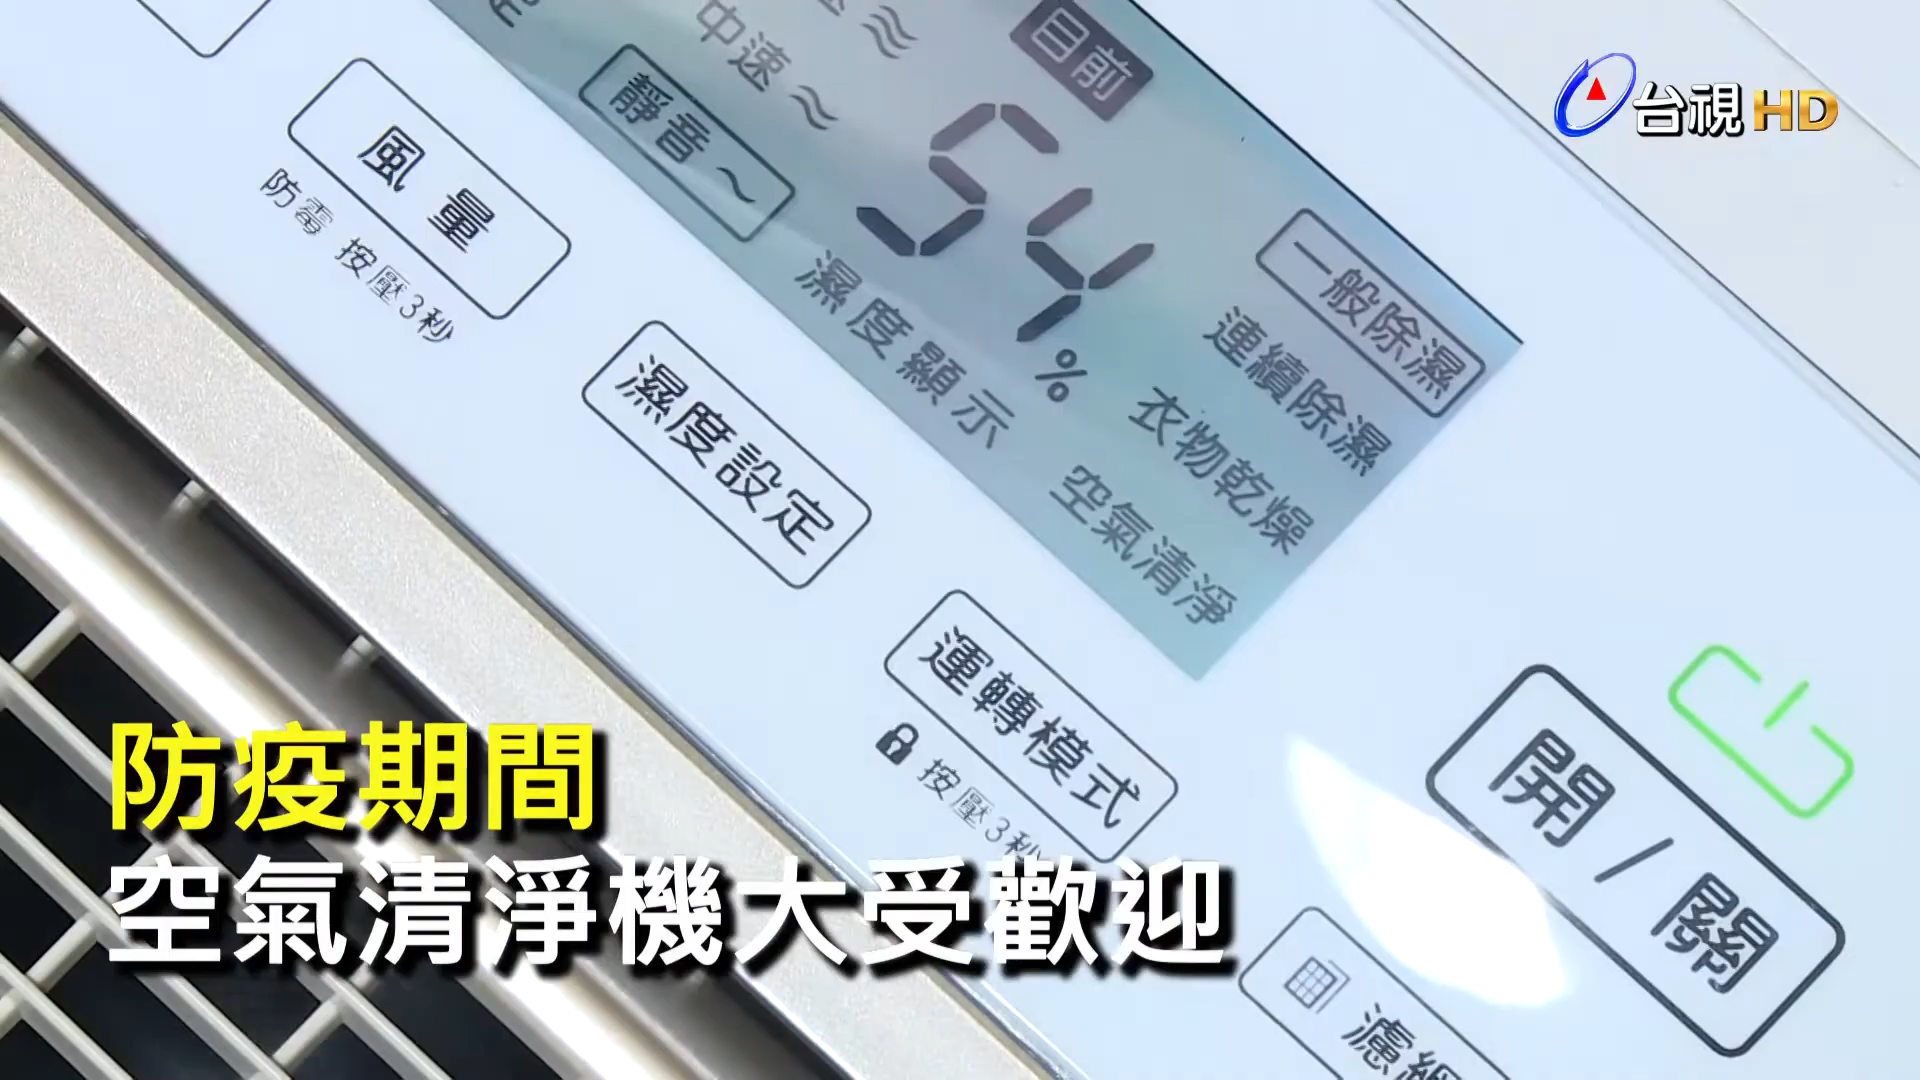 台視HD
目前
中速
靜音
54
%
濕度顯示
一般除濕
連續除濕
衣物乾燥
空氣清淨
風量
防霉 按壓3秒
濕度設定
運轉模式
按壓3秒
開/關
濾網
防疫期間
空氣清淨機大受歡迎